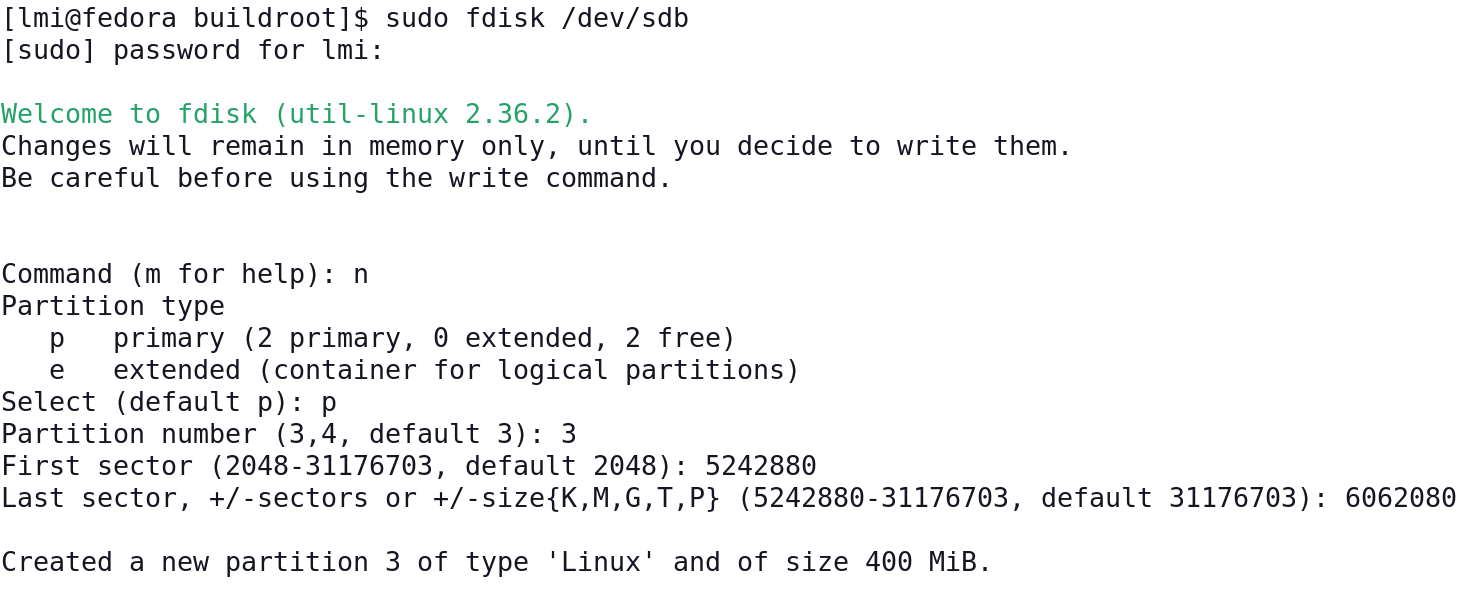 [lmi@fedora buildroot]$ sudo fdisk /dev/sdb
[sudo] password for lmi:
Welcome to fdisk (util-linux 2.36.2).
Changes will remain in memory only, until you decide to write them.
Be careful before using the write command.
Command (m for help): n
Partition type
   p   primary (2 primary, 0 extended, 2 free)
   e   extended (container for logical partitions)
Select (default p): p
Partition number (3,4, default 3): 3
First sector (2048-31176703, default 2048): 5242880
Last sector, +/-sectors or +/-size{K,M,G,T,P} (5242880-31176703, default 31176703): 6062080
Created a new partition 3 of type 'Linux' and of size 400 MiB.